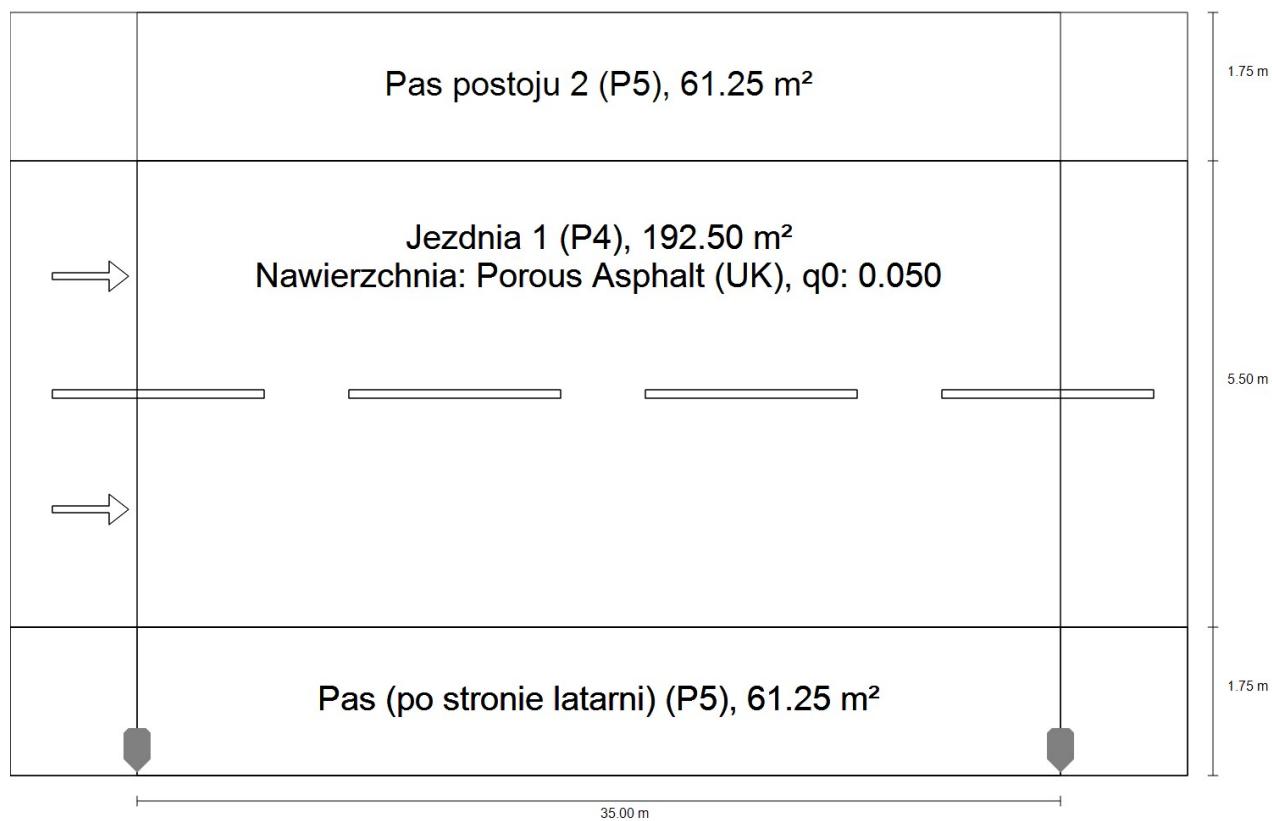 Pas postoju 2 (P5), 61.25 m²
1.75 m
Jezdnia 1 (P4), 192.50 m²
Nawierzchnia: Porous Asphalt (UK), q0: 0.050
5.50 m
Pas (po stronie latarni) (P5), 61.25 m²
1.75 m
35.00 m